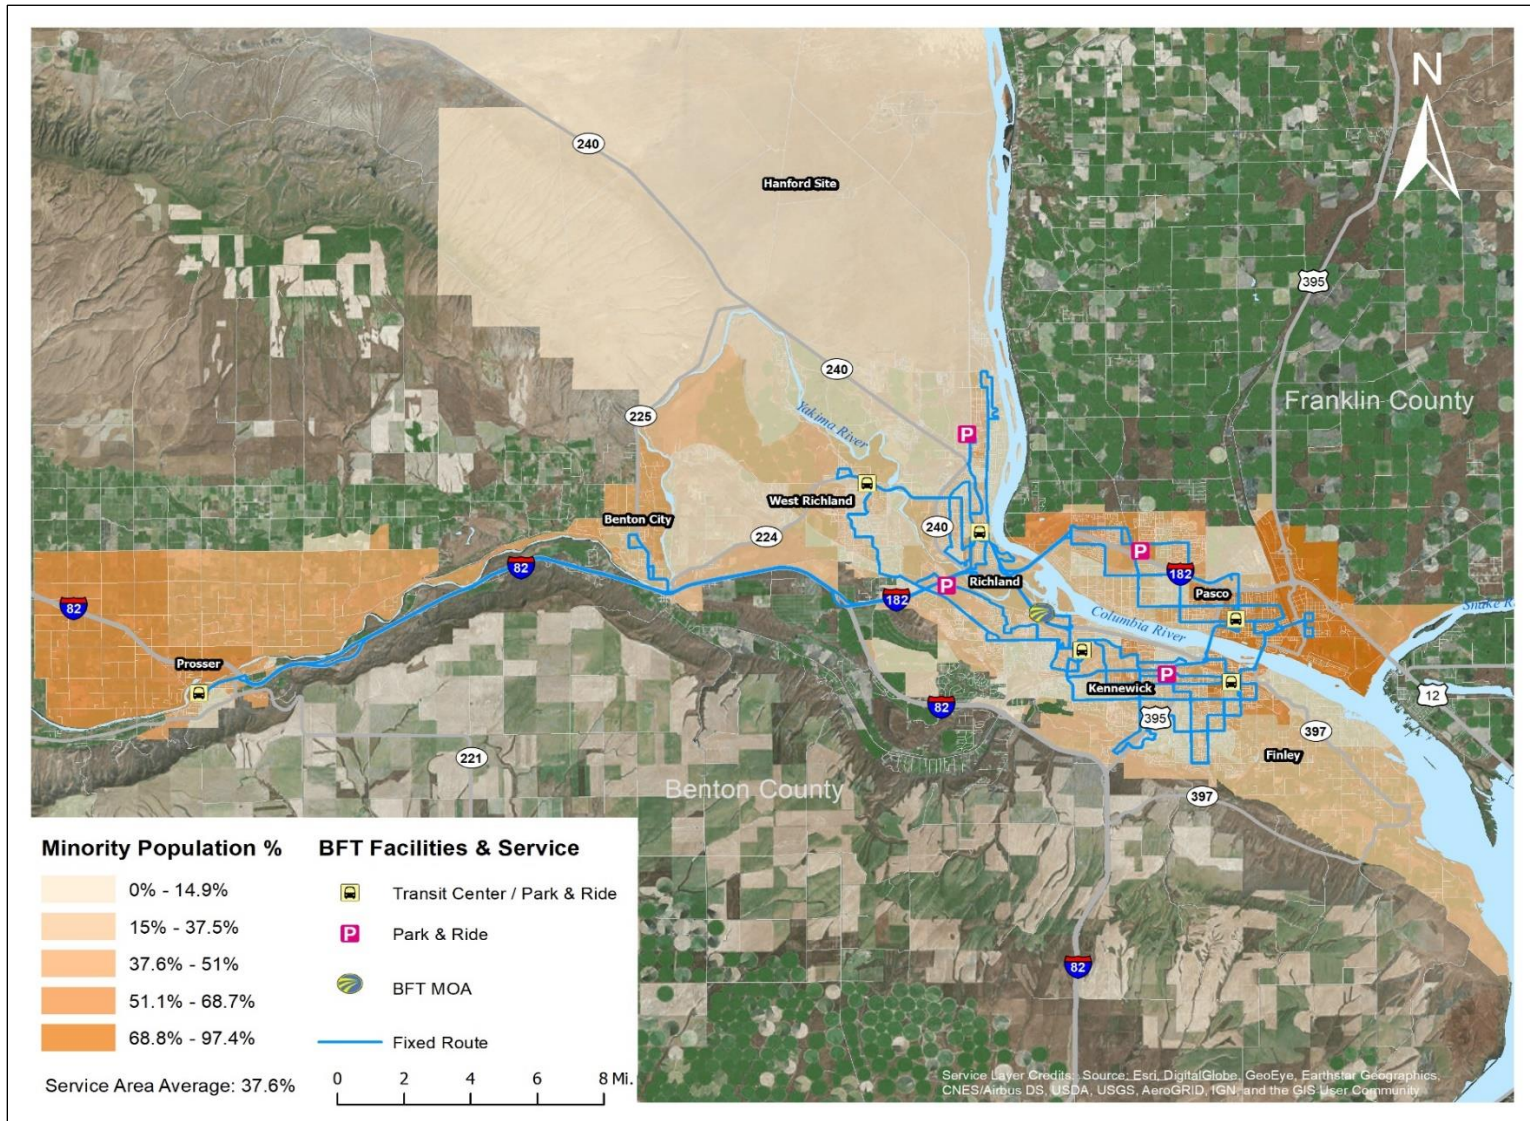 N
240
Hanford Site
395
240
Franklin County
225
Yakima River
West Richland
Benton City
240
224
82
182
82
182
Richland
Pasco
Columbia River
Prosser
Kennewick
12
82
395
397
Finley
221
Benton County
397
82
Minority Population %
0% - 14.9%
15% - 37.5%
37.6% - 51%
51.1% - 68.7%
68.8% - 97.4%
Service Area Average: 37.6%
BFT Facilities & Service
P
Transit Center / Park & Ride
Park & Ride
BFT MOA
Fixed Route
0 2 4 6 8 Mi.
Service Layer Credits: Source: Esri, DigitalGlobe, GeoEye, Earthstar Geographics,
CNES/Airbus DS, USDA, USGS, AeroGRID, IGN, and the GIS User Community